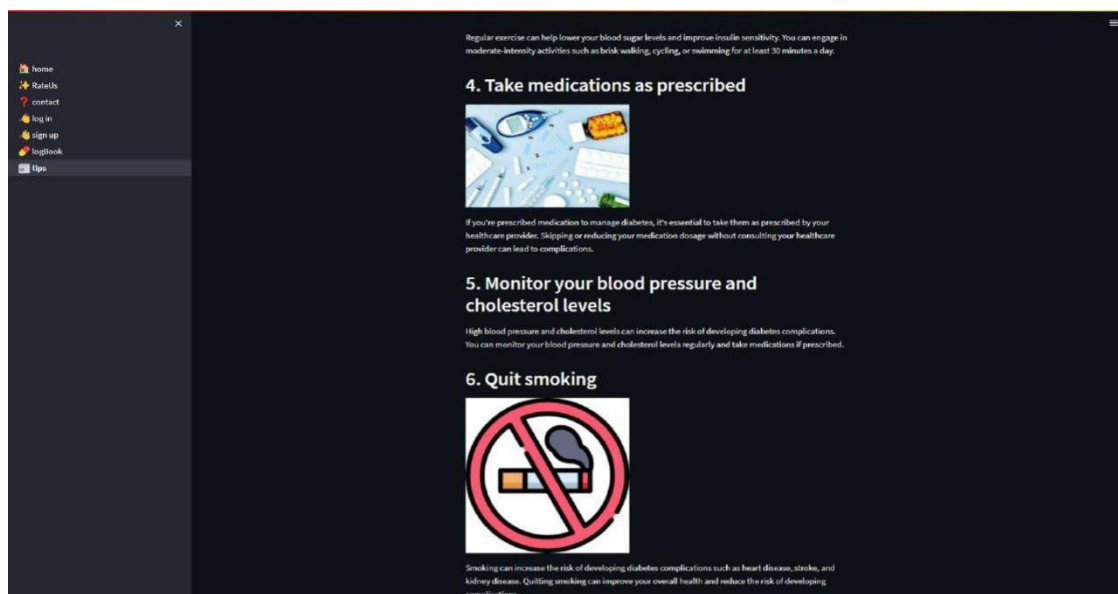 home
RateUs
contact
log in
sign up
logBook
tips
Regular exercise can help lower your blood sugar levels and improve insulin sensitivity. You can engage in
moderate-intensity activities such as brisk walking, cycling, or swimming for at least 30 minutes a day.
4. Take medications as prescribed
If you're prescribed medication to manage diabetes, it's essential to take them as prescribed by your
healthcare provider. Skipping or reducing your medication dosage without consulting your healthcare
provider can lead to complications.
5. Monitor your blood pressure and
cholesterol levels
High blood pressure and cholesterol levels can increase the risk of developing diabetes complications.
You can monitor your blood pressure and cholesterol levels regularly and take medications if prescribed.
6. Quit smoking
Smoking can increase the risk of developing diabetes complications such as heart disease, stroke, and
kidney disease. Quitting smoking can improve your overall health and reduce the risk of developing